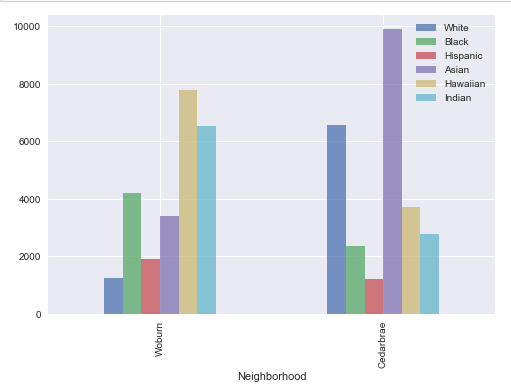 10000
8000
6000
4000
2000
0
White
Black
Hispanic
Asian
Hawaiian
Indian
Woburn
Cedarbrae
Neighborhood